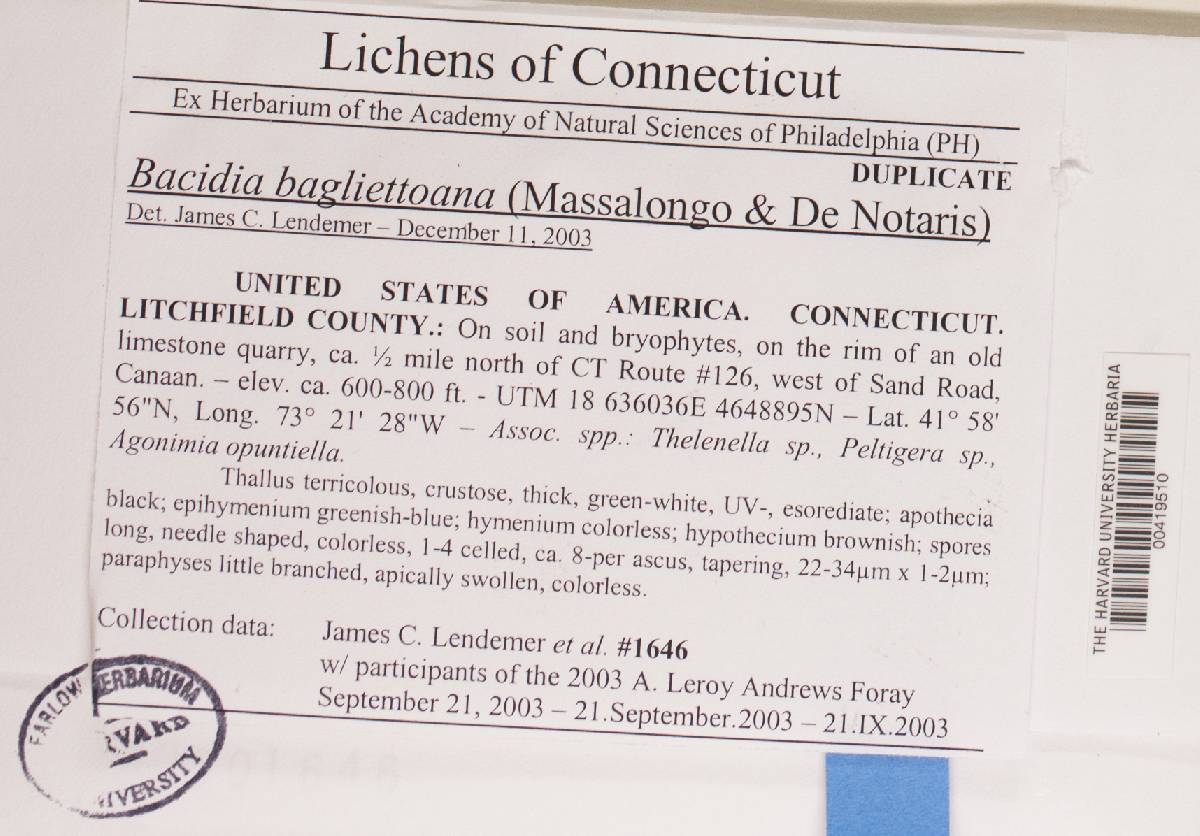 Lichens of Connecticut
Ex Herbarium of the Academy of Natural Sciences of Philadelphia (PH)
DUPLICATE
Bacidia bagliettoana (Massalongo & De Notaris)
Det. James C. Lendemer – December 11, 2003
UNITED STATES OF AMERICA. CONNECTICUT.
LITCHFIELD COUNTY.: On soil and bryophytes, on the rim of an old
limestone quarry, ca. ½ mile north of CT Route #126, west of Sand Road,
Canaan. – elev. ca. 600-800 ft. - UTM 18 636036E 4648895N – Lat. 41° 58'
56"N, Long. 73° 21' 28"W – Assoc. spp.: Thelenella sp., Peltigera sp.,
Agonimia opuntiella.
Thallus terricolous, crustose, thick, green-white, UV-, esorediate; apothecia
black; epihymenium greenish-blue; hymenium colorless; hypothecium brownish; spores
long, needle shaped, colorless, 1-4 celled, ca. 8-per ascus, tapering, 22-34µm x 1-2µm;
paraphyses little branched, apically swollen, colorless.
Collection data: James C. Lendemer et al. #1646
w/ participants of the 2003 A. Leroy Andrews Foray
September 21, 2003 – 21.September.2003 – 21.IX.2003
FARLOW HERBARIUM
RVARD
IVERSITY
THE HARVARD UNIVERSITY HERBARIA
00419510